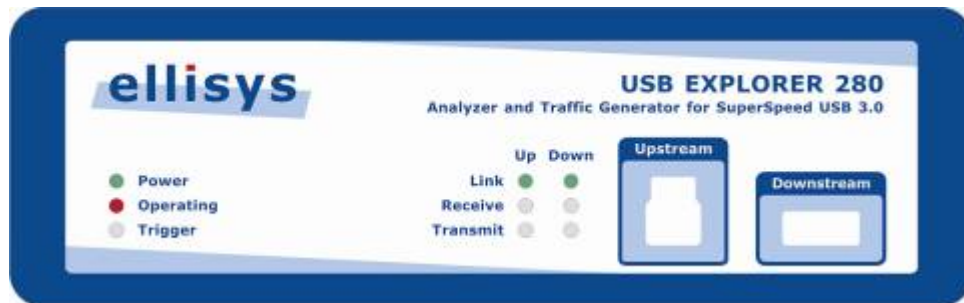 ellisys
USB EXPLORER 280
Analyzer and Traffic Generator for SuperSpeed USB 3.0
Power
Operating
Trigger
Up Down
Link
Receive
Transmit
Upstream
Downstream